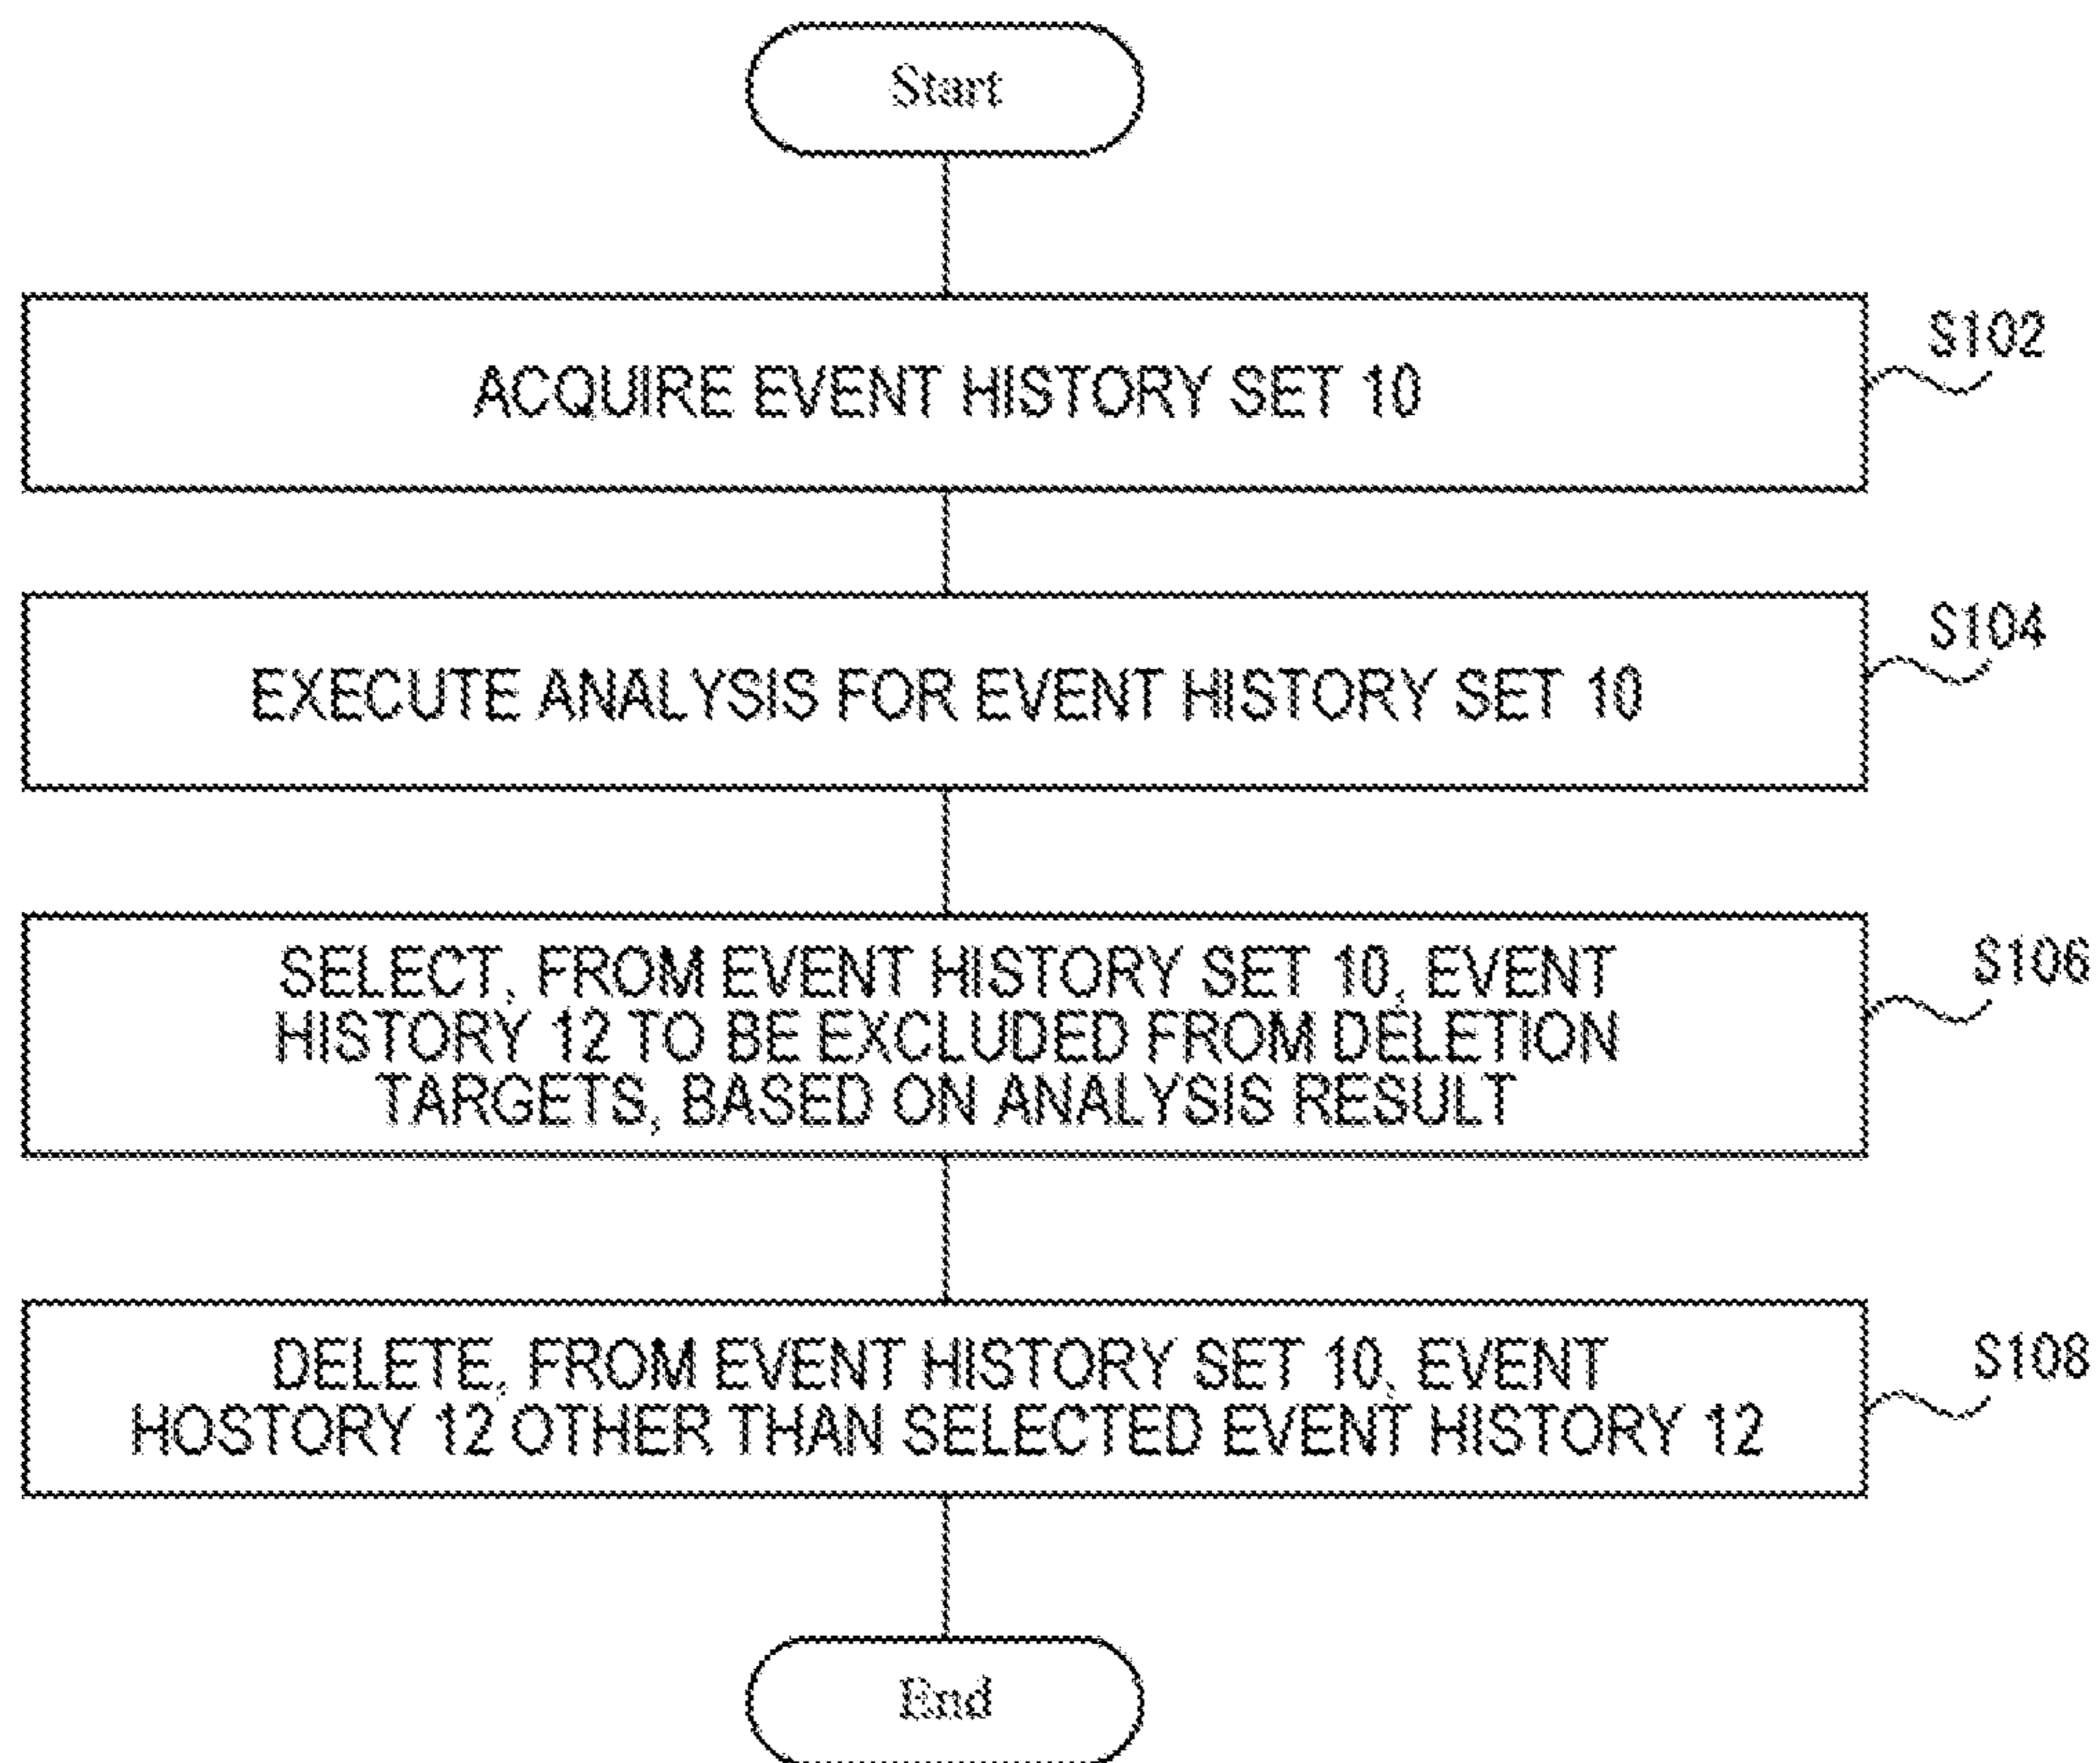 Start
ACQUIRE EVENT HISTORY SET 10
S102
EXECUTE ANALYSIS FOR EVENT HISTORY SET 10
S104
SELECT, FROM EVENT HISTORY SET 10, EVENT
HISTORY 12 TO BE EXCLUDED FROM DELETION
TARGETS, BASED ON ANALYSIS RESULT
S106
DELETE, FROM EVENT HISTORY SET 10, EVENT
HOSTORY 12 OTHER THAN SELECTED EVENT HISTORY 12
S108
End